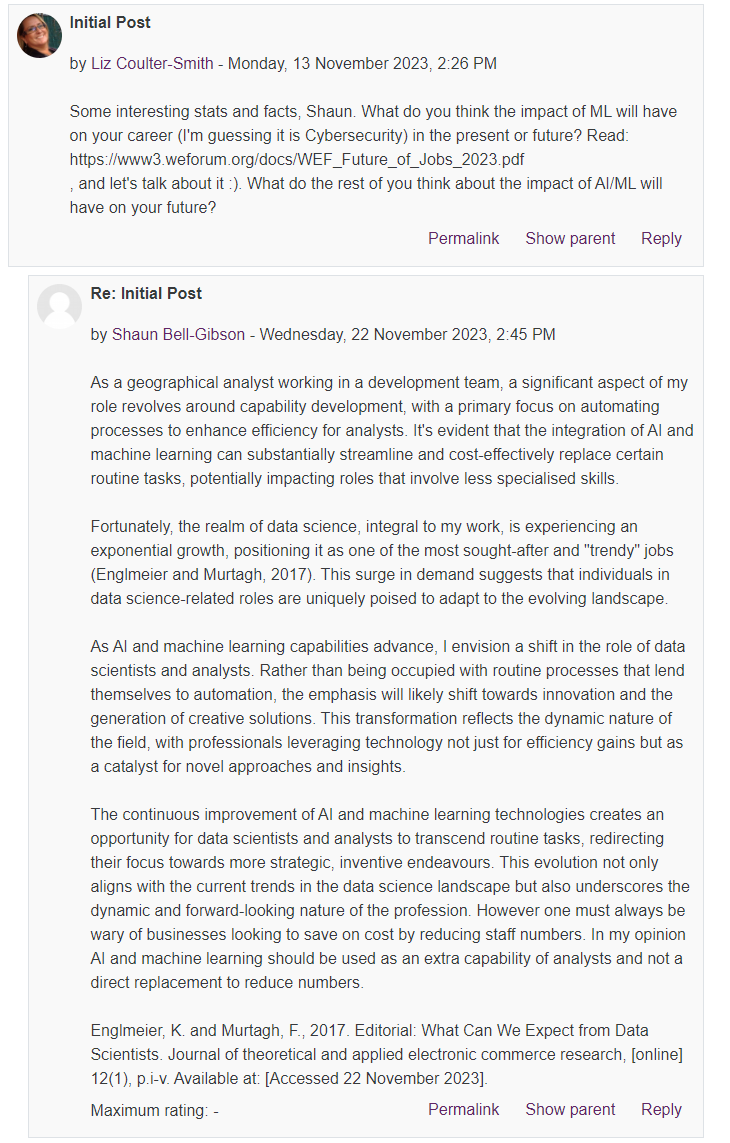 Initial Post
by Liz Coulter-Smith - Monday, 13 November 2023, 2:26 PM
Some interesting stats and facts, Shaun. What do you think the impact of ML will have
on your career (I'm guessing it is Cybersecurity) in the present or future? Read:
https://www3.weforum.org/docs/WEF_Future_of_Jobs_2023.pdf
, and let's talk about it :). What do the rest of you think about the impact of AI/ML will
have on your future?
Permalink Show parent Reply
Re: Initial Post
by Shaun Bell-Gibson - Wednesday, 22 November 2023, 2:45 PM
As a geographical analyst working in a development team, a significant aspect of my
role revolves around capability development, with a primary focus on automating
processes to enhance efficiency for analysts. It's evident that the integration of AI and
machine learning can substantially streamline and cost-effectively replace certain
routine tasks, potentially impacting roles that involve less specialised skills.
Fortunately, the realm of data science, integral to my work, is experiencing an
exponential growth, positioning it as one of the most sought-after and "trendy" jobs
(Englmeier and Murtagh, 2017). This surge in demand suggests that individuals in
data science-related roles are uniquely poised to adapt to the evolving landscape.
As AI and machine learning capabilities advance, I envision a shift in the role of data
scientists and analysts. Rather than being occupied with routine processes that lend
themselves to automation, the emphasis will likely shift towards innovation and the
generation of creative solutions. This transformation reflects the dynamic nature of
the field, with professionals leveraging technology not just for efficiency gains but as
a catalyst for novel approaches and insights.
The continuous improvement of AI and machine learning technologies creates an
opportunity for data scientists and analysts to transcend routine tasks, redirecting
their focus towards more strategic, inventive endeavours. This evolution not only
aligns with the current trends in the data science landscape but also underscores the
dynamic and forward-looking nature of the profession. However one must always be
wary of businesses looking to save on cost by reducing staff numbers. In my opinion
AI and machine learning should be used as an extra capability of analysts and not a
direct replacement to reduce numbers.
Englmeier, K. and Murtagh, F., 2017. Editorial: What Can We Expect from Data
Scientists. Journal of theoretical and applied electronic commerce research, [online]
12(1), p.i-v. Available at: [Accessed 22 November 2023].
Maximum rating: - Permalink Show parent Reply